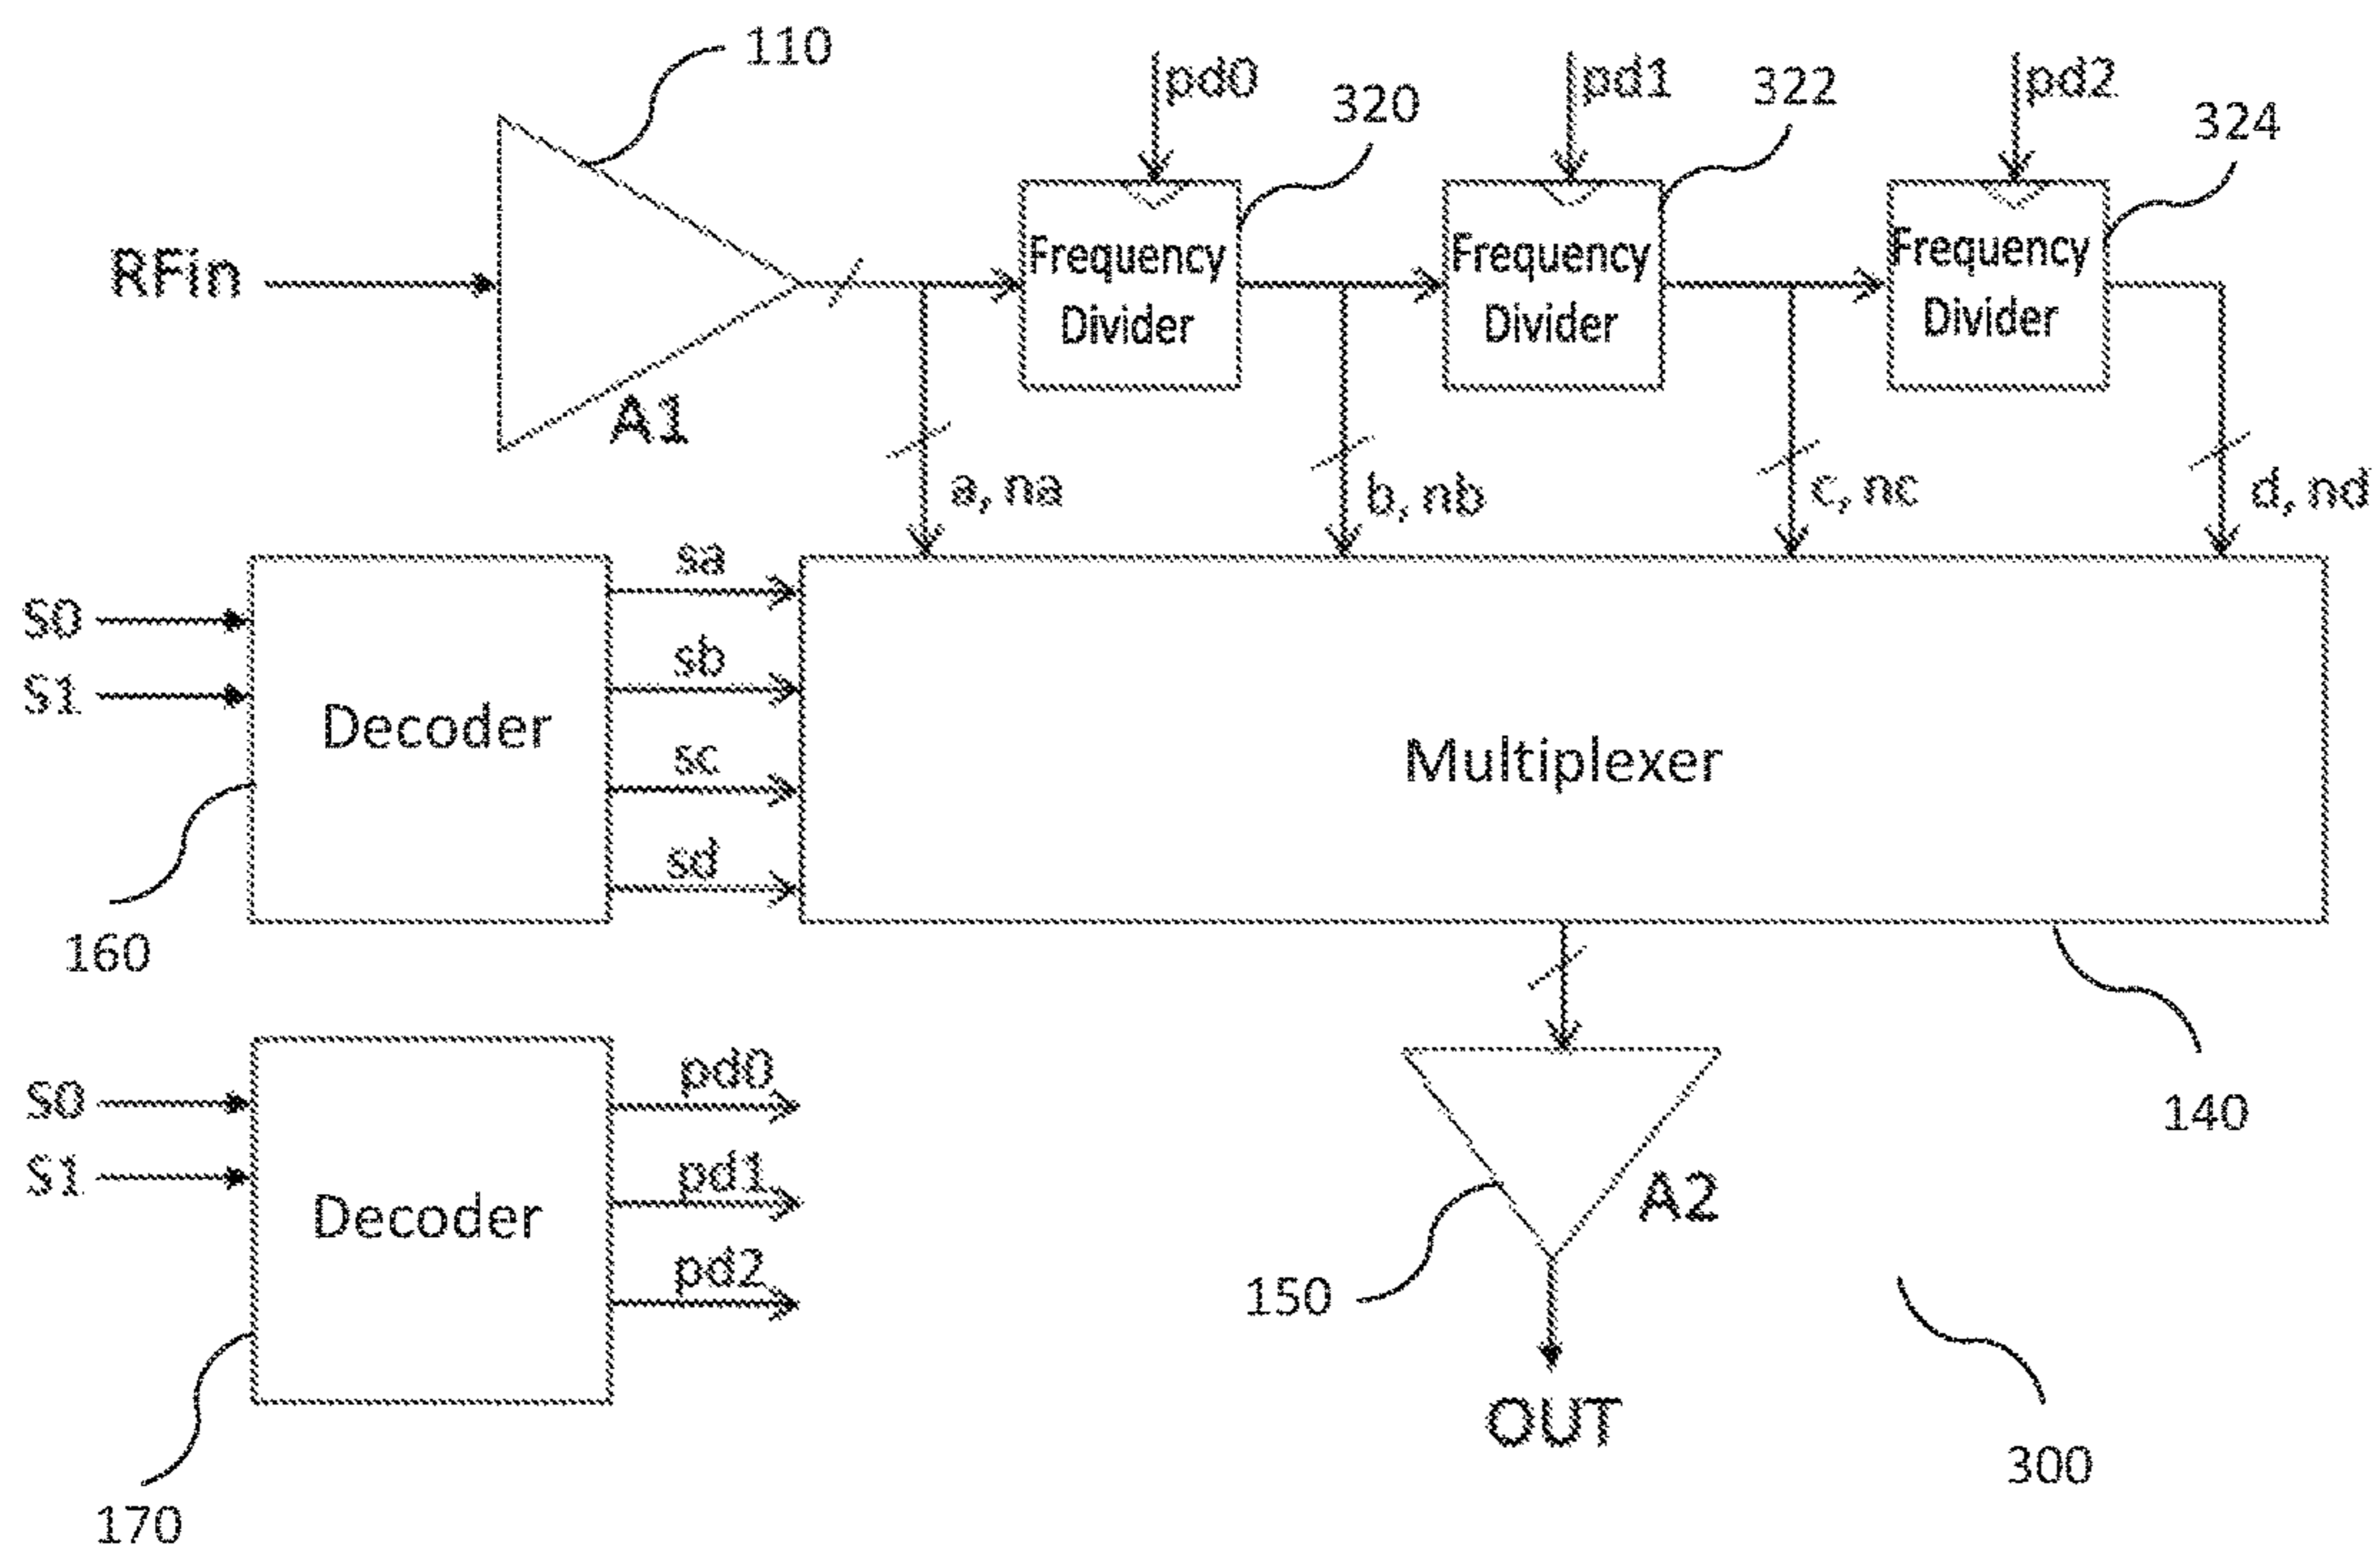 110
pd0
320
pd1
322
pd2
324
RFin
Frequency
Divider
Frequency
Divider
Frequency
Divider
A1
a, na
b, nb
c, nc
d, nd
S0
S1
Decoder
sa
sb
sc
sd
Multiplexer
160
140
S0
S1
Decoder
pd0
pd1
pd2
A2
150
OUT
300
170